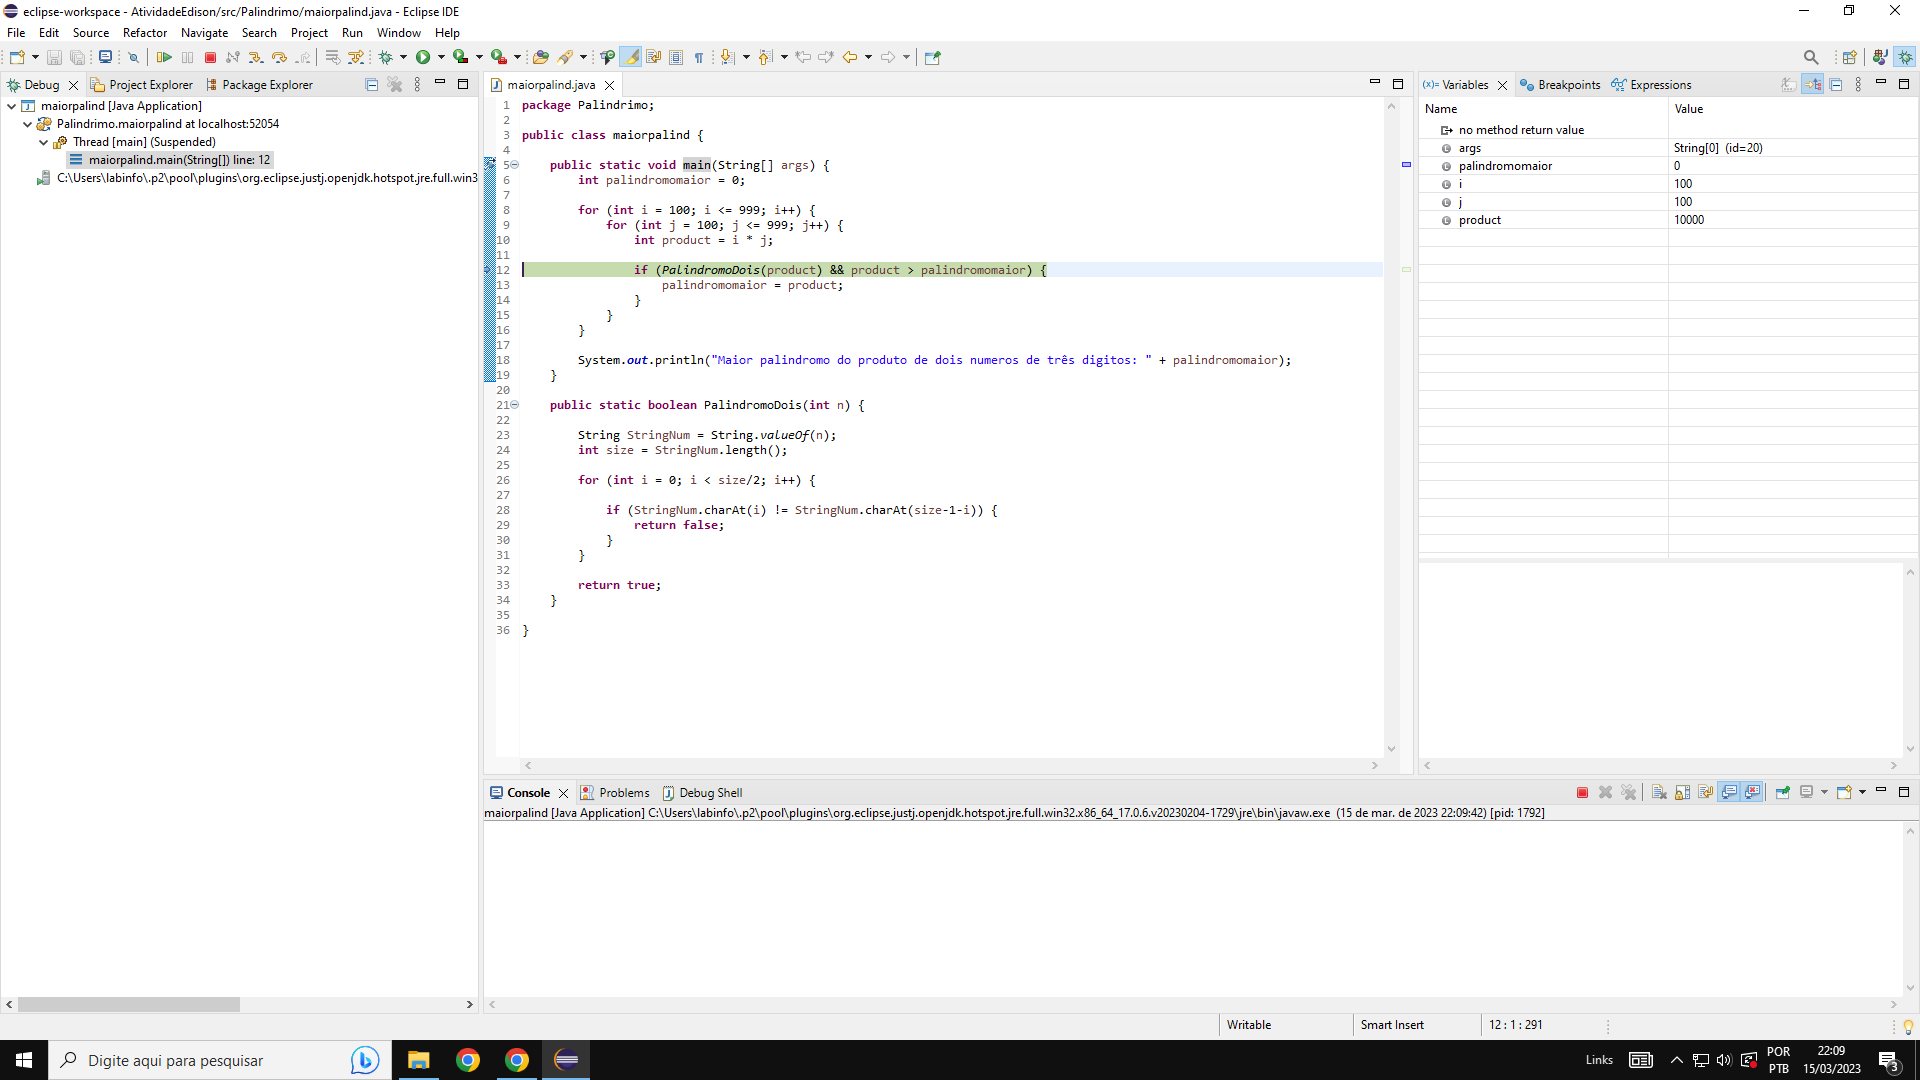 eclipse-workspace - AtividadeEdison/src/Palindrimo/maiorpalind.java - Eclipse IDE
File Edit Source Refactor Navigate Search Project Run Window Help
Debug Project Explorer Package Explorer
maiorpalind [Java Application]
Palindrimo.maiorpalind at localhost:52054
Thread [main] (Suspended)
maiorpalind.main(String[]) line: 12
C:\Users\labinfo\.p2\pool\plugins\org.eclipse.justj.openjdk.hotspot.jre.full.win3
maiorpalind.java
1 package Palindrimo;
2
3 public class maiorpalind {
4
5 public static void main(String[] args) {
6 int palindromomaior = 0;
7
8 for (int i = 100; i <= 999; i++) {
9 for (int j = 100; j <= 999; j++) {
10 int product = i * j;
11
12 if (PalindromoDois(product) && product > palindromomaior) {
13 palindromomaior = product;
14 }
15 }
16 }
17
18 System.out.println("Maior palindromo do produto de dois numeros de três digitos: " + palindromomaior);
19 }
20
21 public static boolean PalindromoDois(int n) {
22
23 String StringNum = String.valueOf(n);
24 int size = StringNum.length();
25
26 for (int i = 0; i < size/2; i++) {
27
28 if (StringNum.charAt(i) != StringNum.charAt(size-1-i)) {
29 return false;
30 }
31 }
32
33 return true;
34 }
35
36 }
Variables Breakpoints Expressions
Name Value
no method return value
args String[0] (id=20)
palindromomaior 0
i 100
j 100
product 10000
Console Problems Debug Shell
maiorpalind [Java Application] C:\Users\labinfo\.p2\pool\plugins\org.eclipse.justj.openjdk.hotspot.jre.full.win32.x86_64_17.0.6.v20230204-1729\jre\bin\javaw.exe (15 de mar. de 2023 22:09:42) [pid: 1792]
Writable Smart Insert 12 : 1 : 291
Digite aqui para pesquisar
Links
POR
PTB
22:09
15/03/2023
3